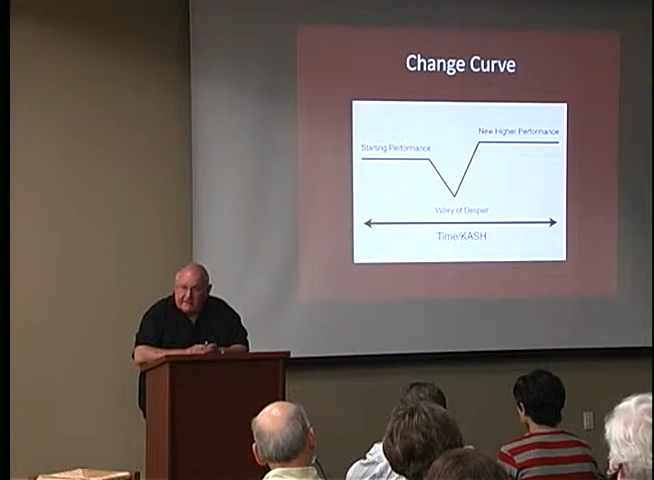 Change Curve
New Higher Performance
Starting Performance
Valley of Despair
Time/KASH